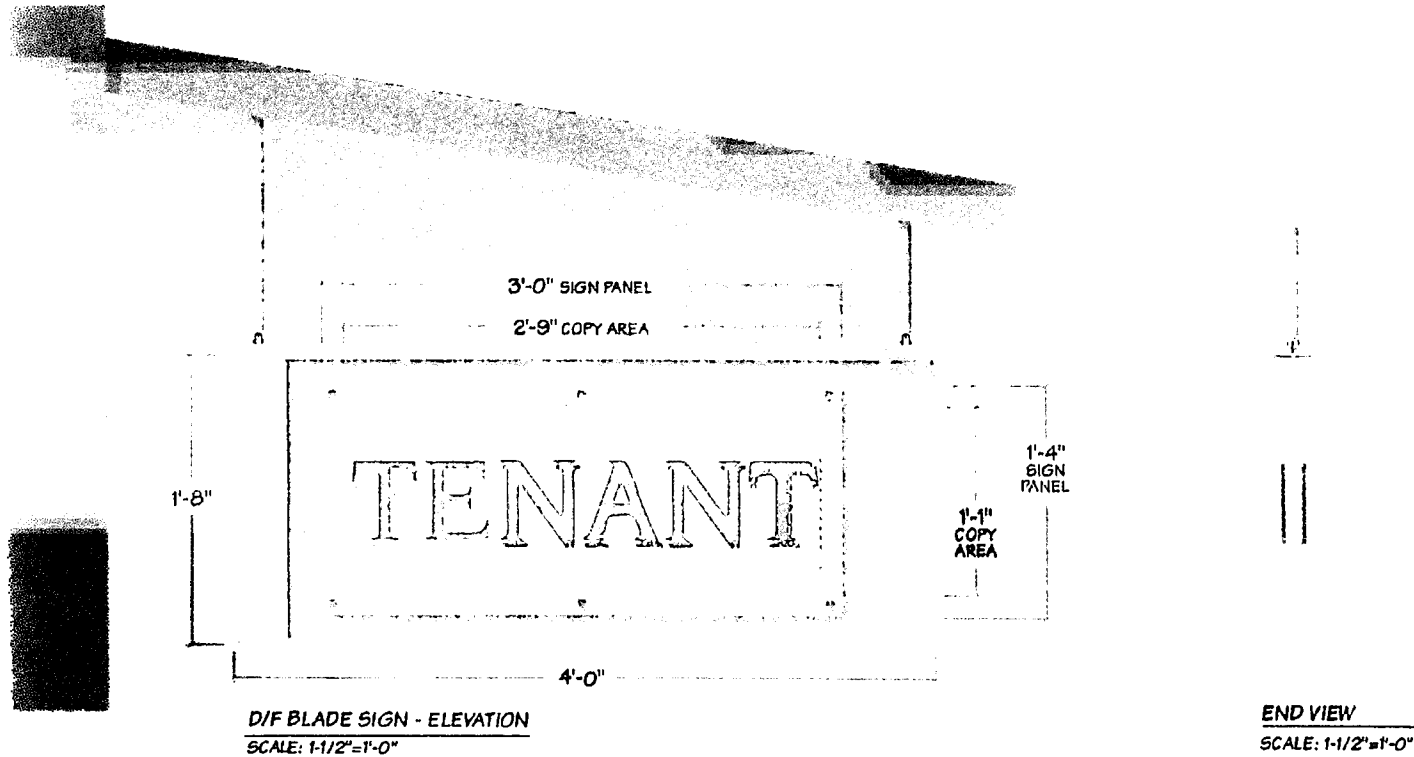 3'-0" SIGN PANEL
2'-9" COPY AREA
1'-8"
TENANT
1'-4"
SIGN
PANEL
1'-1"
COPY
AREA
4'-0"
D/F BLADE SIGN - ELEVATION
SCALE: 1-1/2"=1'-0"
END VIEW
SCALE: 1-1/2"=1'-0"